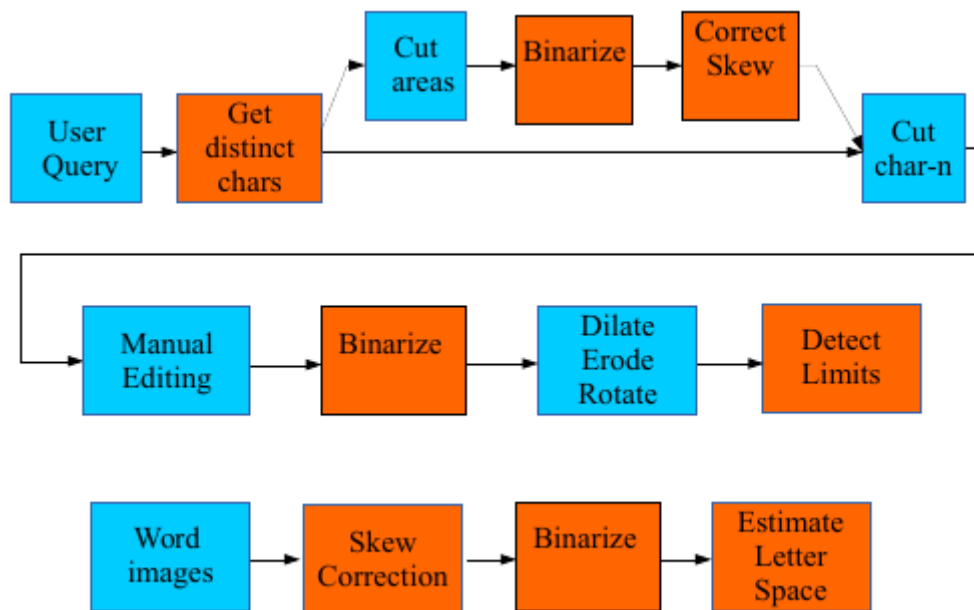 Cut
areas
Binarize
Correct
Skew
User
Query
Get
distinct
chars
Cut
char-n
Manual
Editing
Binarize
Dilate
Erode
Rotate
Detect
Limits
Word
images
Skew
Correction
Binarize
Estimate
Letter
Space